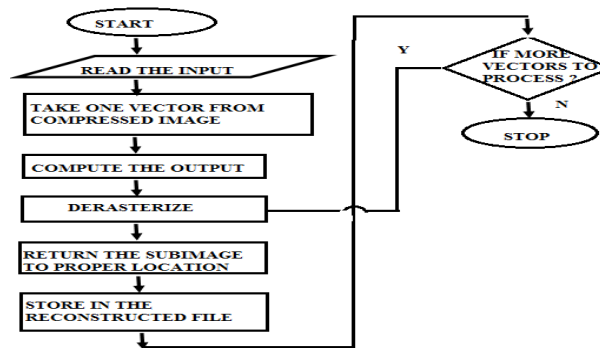 START
READ THE INPUT
TAKE ONE VECTOR FROM
COMPRESSED IMAGE
COMPUTE THE OUTPUT
DERASTERIZE
RETURN THE SUBIMAGE
TO PROPER LOCATION
STORE IN THE
RECONSTRUCTED FILE
IF MORE
VECTORS TO
PROCESS ?
Y
N
STOP